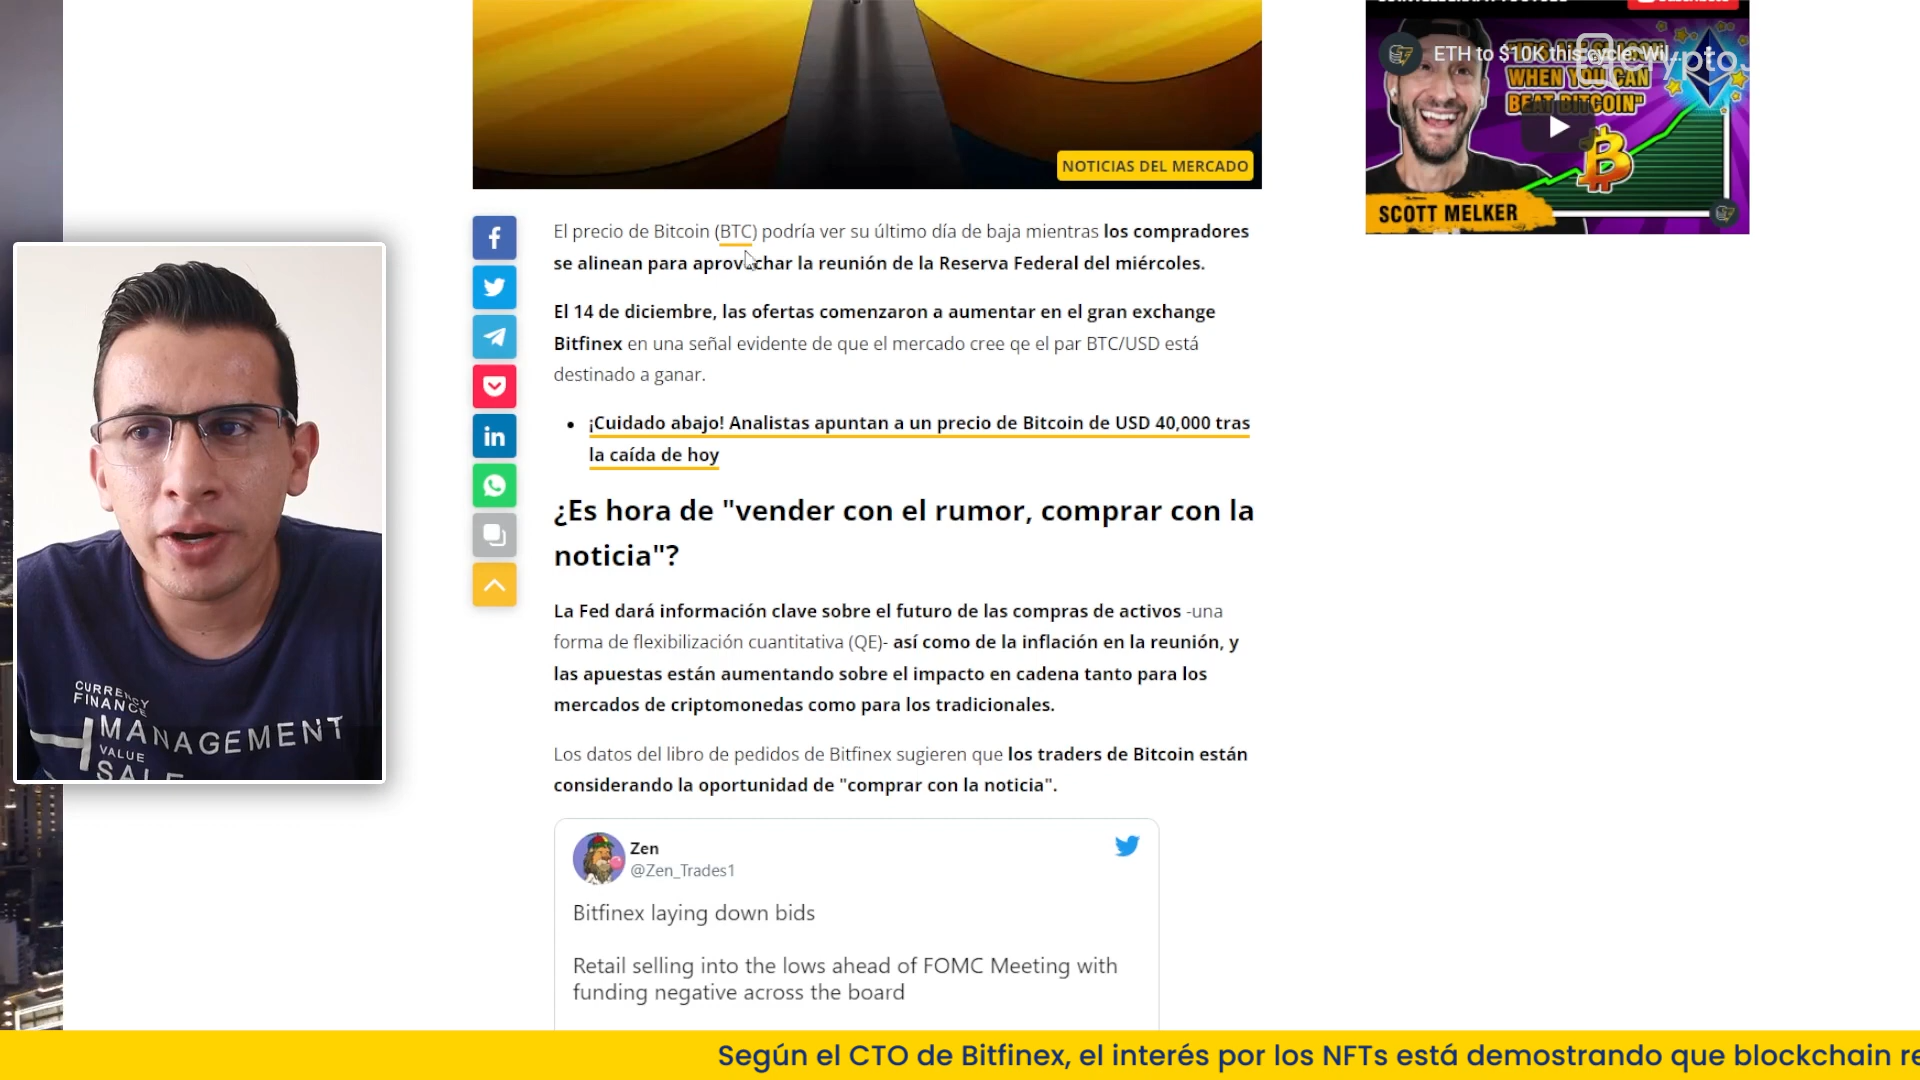 NOTICIAS DEL MERCADO
El precio de Bitcoin (BTC) podría ver su último día de baja mientras los compradores
se alinean para aprovechar la reunión de la Reserva Federal del miércoles.
El 14 de diciembre, las ofertas comenzaron a aumentar en el gran exchange
Bitfinex en una señal evidente de que el mercado cree qe el par BTC/USD está
destinado a ganar.
¡Cuidado abajo! Analistas apuntan a un precio de Bitcoin de USD 40,000 tras
la caída de hoy
¿Es hora de "vender con el rumor, comprar con la
noticia"?
La Fed dará información clave sobre el futuro de las compras de activos -una
forma de flexibilización cuantitativa (QE)- así como de la inflación en la reunión, y
las apuestas están aumentando sobre el impacto en cadena tanto para los
mercados de criptomonedas como para los tradicionales.
Los datos del libro de pedidos de Bitfinex sugieren que los traders de Bitcoin están
considerando la oportunidad de "comprar con la noticia".
Zen
@Zen_Trades1
Bitfinex laying down bids
Retail selling into the lows ahead of FOMC Meeting with
funding negative across the board
ETH to $10K this cycle. Wil...
Crypto
WHEN YOU CAN
BEAT BITCOIN"
SCOTT MELKER
CURRENCY
FINANCE
MANAGEMENT
VALUE
SALE
Según el CTO de Bitfinex, el interés por los NFTs está demostrando que blockchain re